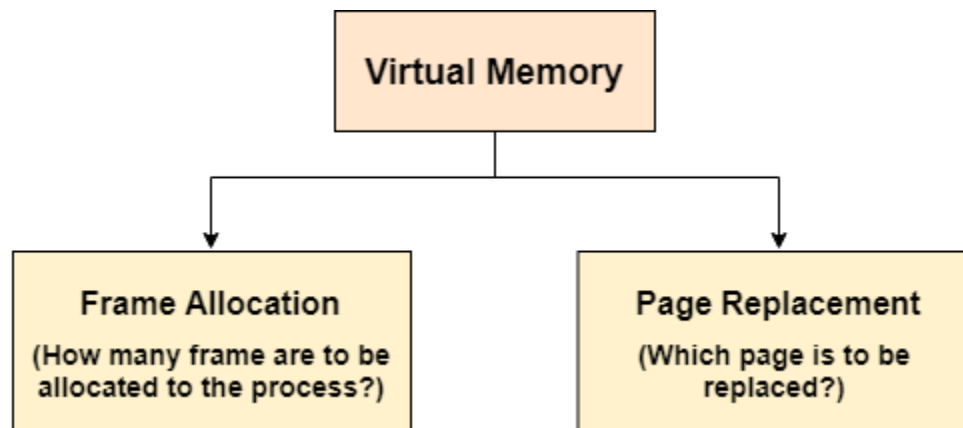 Virtual Memory
Frame Allocation
(How many frame are to be
allocated to the process?)
Page Replacement
(Which page is to be
replaced?)